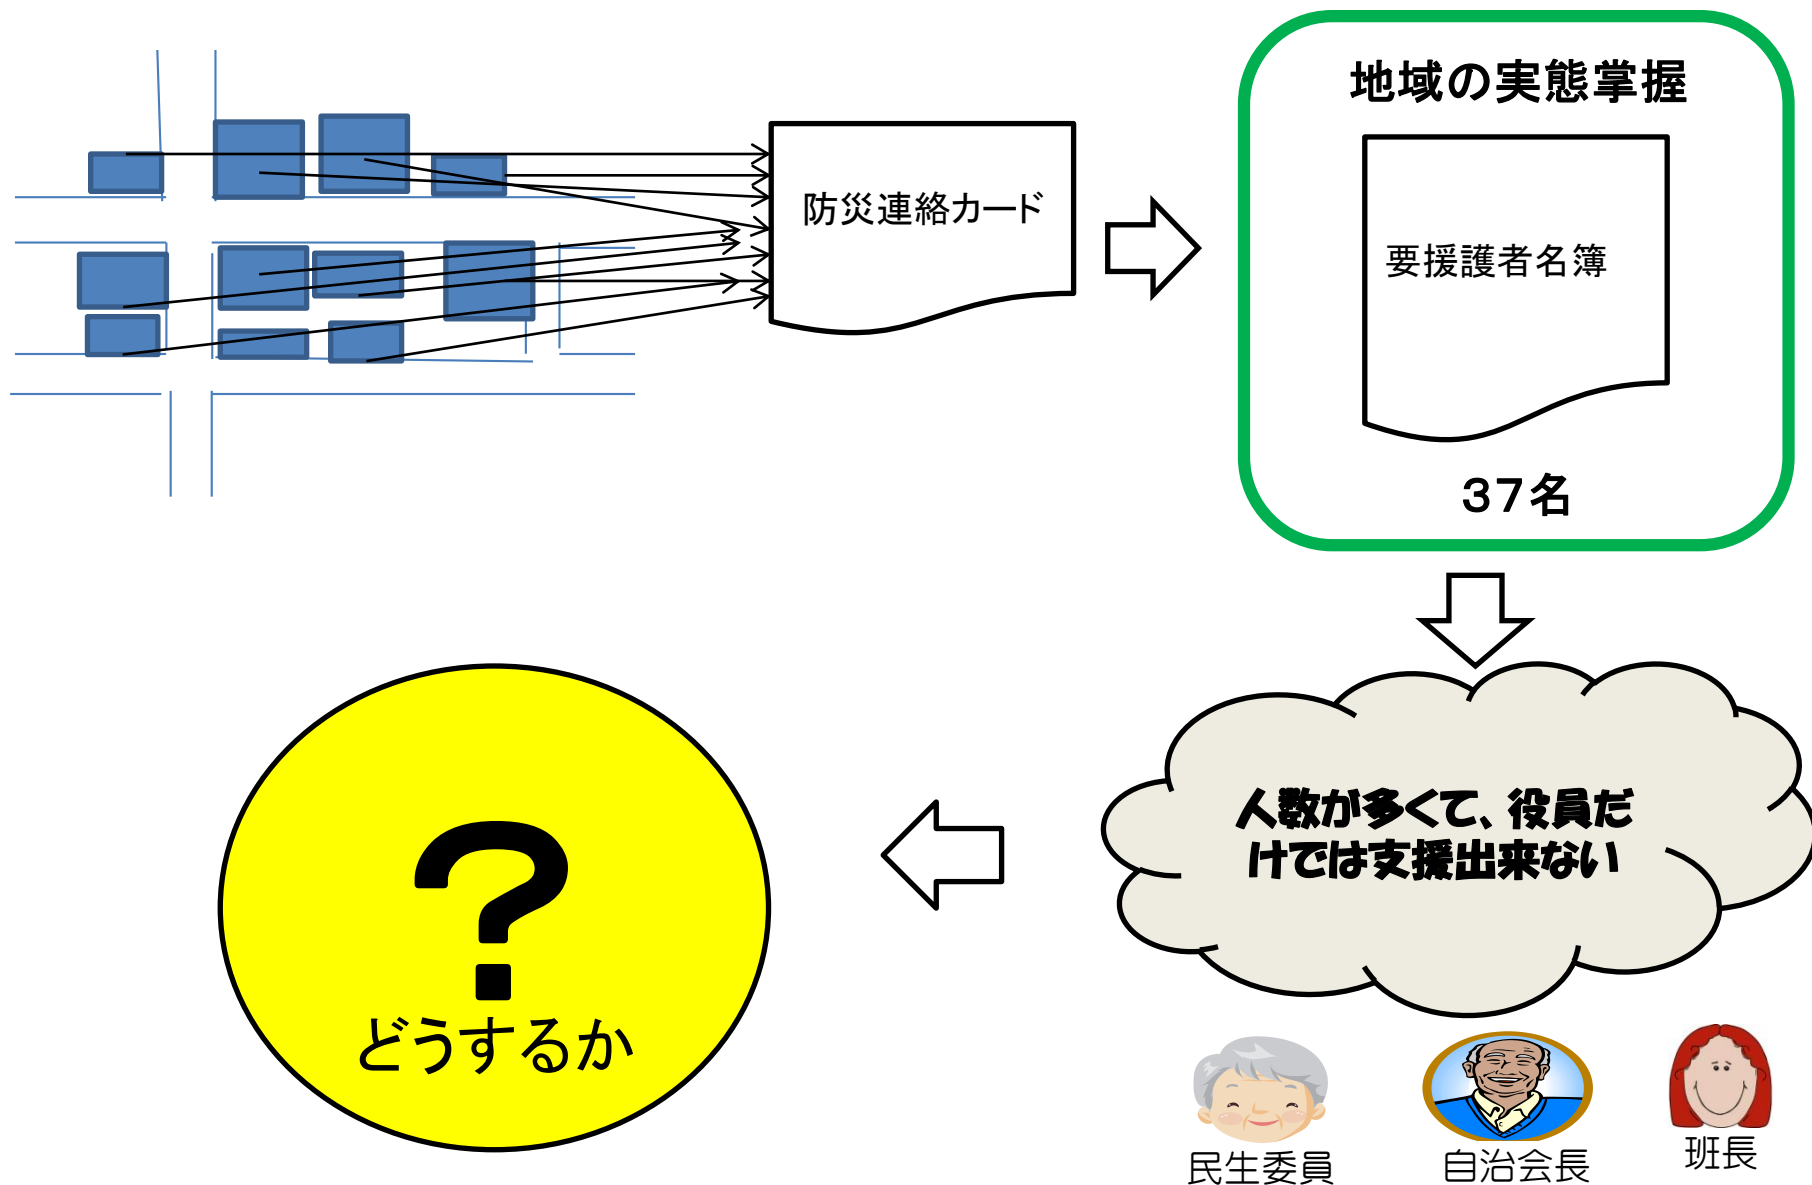 地域の実態掌握
防災連絡カード
要援護者名簿
３７名
人数が多くて、役員だ
けでは支援出来ない
？
どうするか
民生委員
自治会長
班長